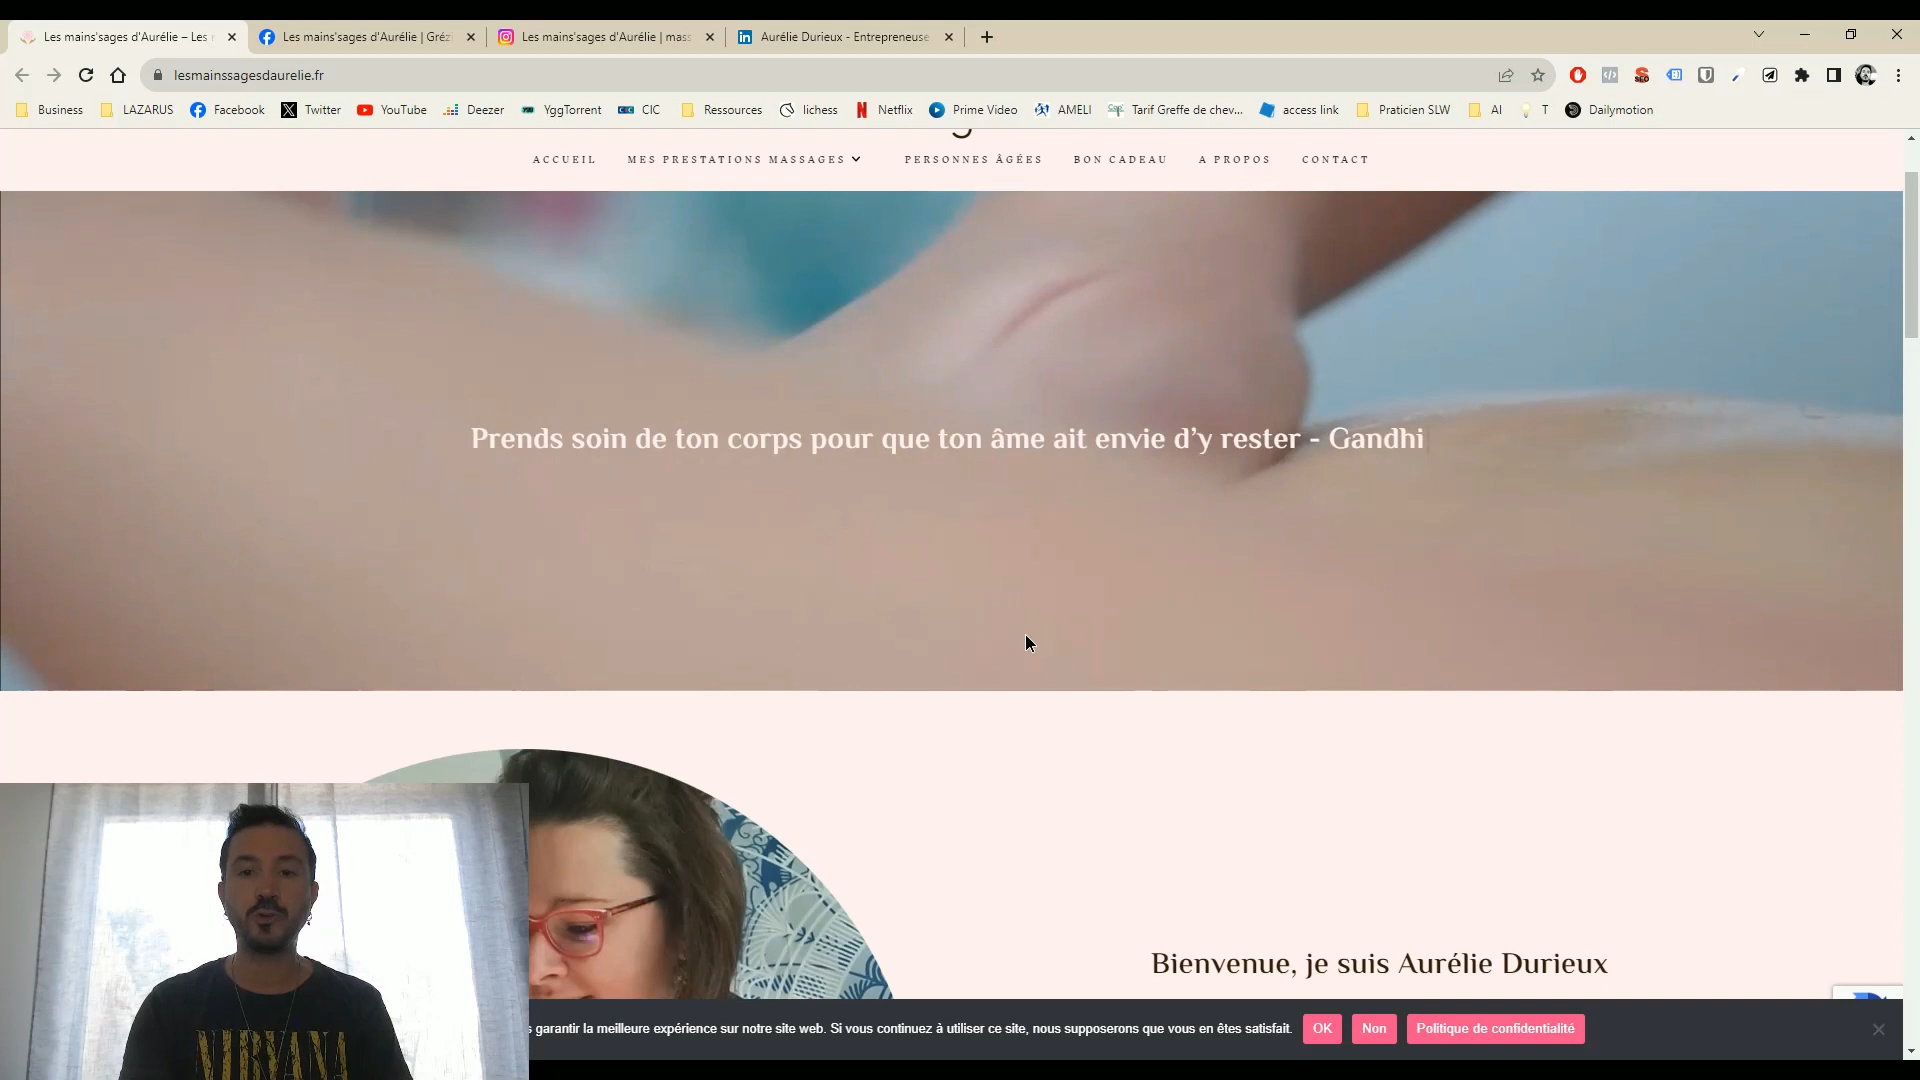 Les mains'sages d'Aurélie – Les
Les mains'sages d'Aurélie | Gréz
Les mains'sages d'Aurélie | mass
Aurélie Durieux - Entrepreneuse
lesmainssagesdaurelie.fr
Business
LAZARUS
Facebook
Twitter
YouTube
Deezer
YggTorrent
CIC
Ressources
lichess
Netflix
Prime Video
AMELI
Tarif Greffe de chev...
access link
Praticien SLW
AI
T
Dailymotion
ACCUEIL
MES PRESTATIONS MASSAGES
PERSONNES ÂGÉES
BON CADEAU
A PROPOS
CONTACT
Prends soin de ton corps pour que ton âme ait envie d’y rester - Gandhi
Bienvenue, je suis Aurélie Durieux
garantir la meilleure expérience sur notre site web. Si vous continuez à utiliser ce site, nous supposerons que vous en êtes satisfait.
OK
Non
Politique de confidentialité
NIRVANA